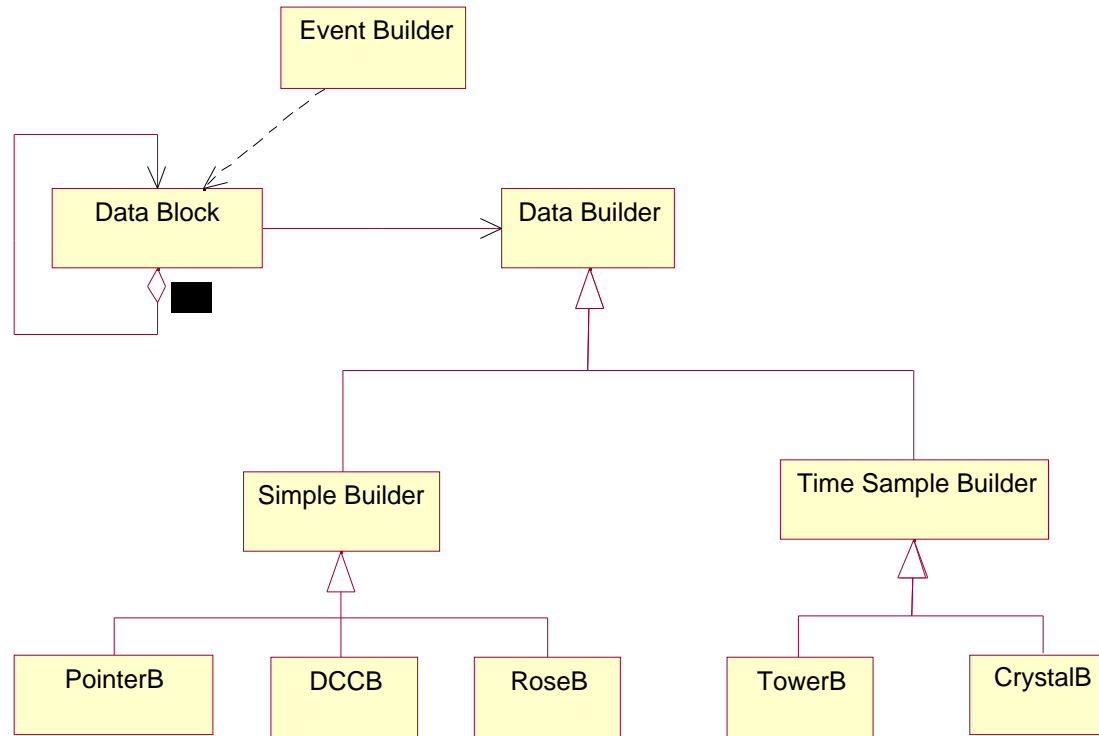 Event Builder
Data Block
Data Builder
Simple Builder
Time Sample Builder
PointerB
DCCB
RoseB
TowerB
CrystalB